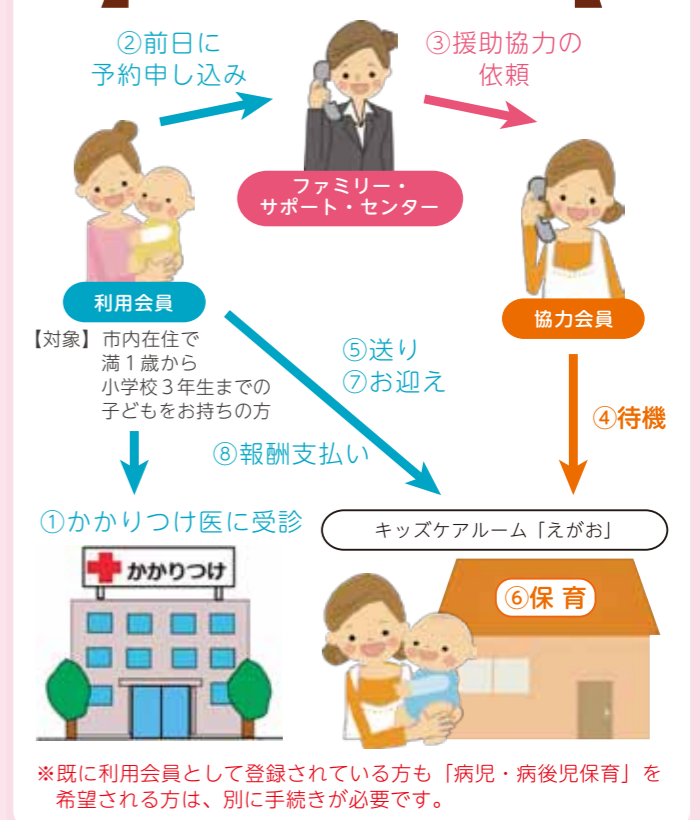 ②前日に
予約申し込み
③援助協力の
依頼
ファミリー・
サポート・センター
利用会員
協力会員
【対象】市内在住で
満１歳から
小学校３年生までの
子どもをお持ちの方
⑤送り
⑦お迎え
④待機
⑧報酬支払い
①かかりつけ医に受診
キッズケアルーム「えがお」
かかりつけ
⑥保 育
※既に利用会員として登録されている方も「病児・病後児保育」を
希望される方は、別に手続きが必要です。